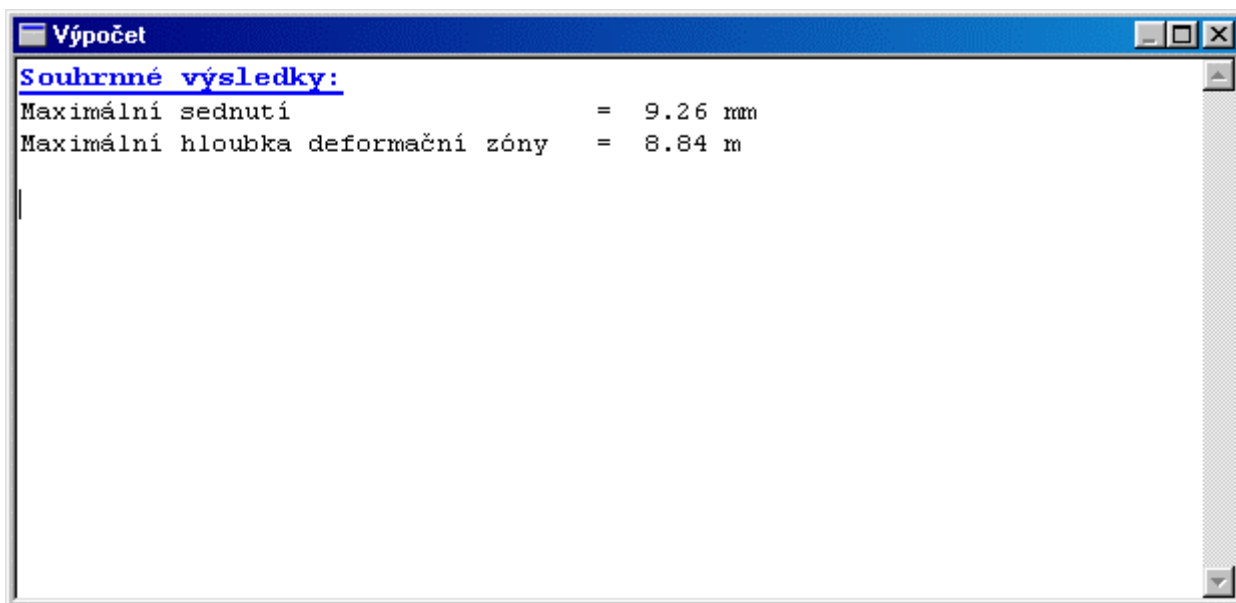 Výpočet
Souhrnné výsledky:
Maximální sednutí = 9.26 mm
Maximální hloubka deformační zóny = 8.84 m